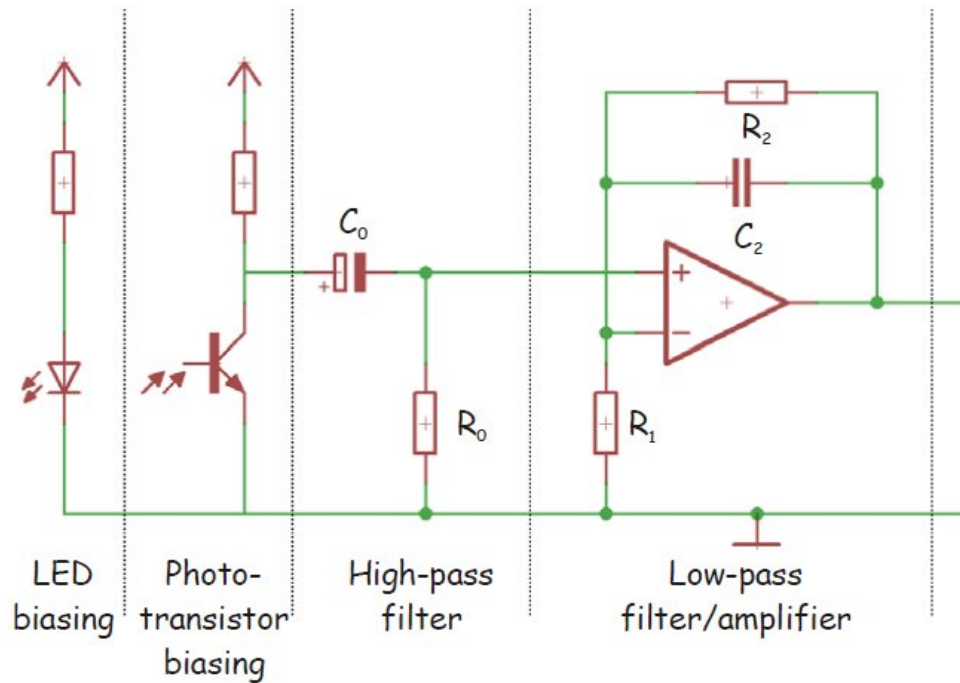 R₂
C₀
C₂
+
+
−
R₀
R₁
LED
biasing
Photo-
transistor
biasing
High-pass
filter
Low-pass
filter/amplifier